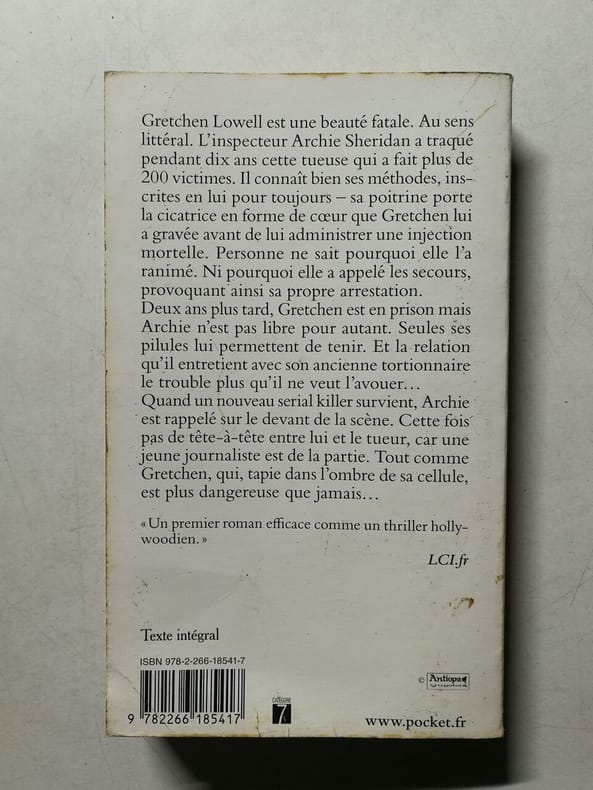 Gretchen Lowell est une beauté fatale. Au sens
littéral. L'inspecteur Archie Sheridan a traqué
pendant dix ans cette tueuse qui a fait plus de
200 victimes. Il connaît bien ses méthodes, ins-
crites en lui pour toujours – sa poitrine porte
la cicatrice en forme de cœur que Gretchen lui
a gravée avant de lui administrer une injection
mortelle. Personne ne sait pourquoi elle l'a
ranimé. Ni pourquoi elle a appelé les secours,
provoquant ainsi sa propre arrestation.
Deux ans plus tard, Gretchen est en prison mais
Archie n'est pas libre pour autant. Seules ses
pilules lui permettent de tenir. Et la relation
qu'il entretient avec son ancienne tortionnaire
le trouble plus qu'il ne veut l'avouer…
Quand un nouveau serial killer survient, Archie
est rappelé sur le devant de la scène. Cette fois
pas de tête-à-tête entre lui et le tueur, car une
jeune journaliste est de la partie. Tout comme
Gretchen, qui, tapie dans l'ombre de sa cellule,
est plus dangereuse que jamais…
« Un premier roman efficace comme un thriller holly-
woodien. »
LCI.fr
Texte intégral
ISBN 978-2-266-18541-7
9 782266 185417
CATÉGORIE
7
© Antiopa
www.pocket.fr